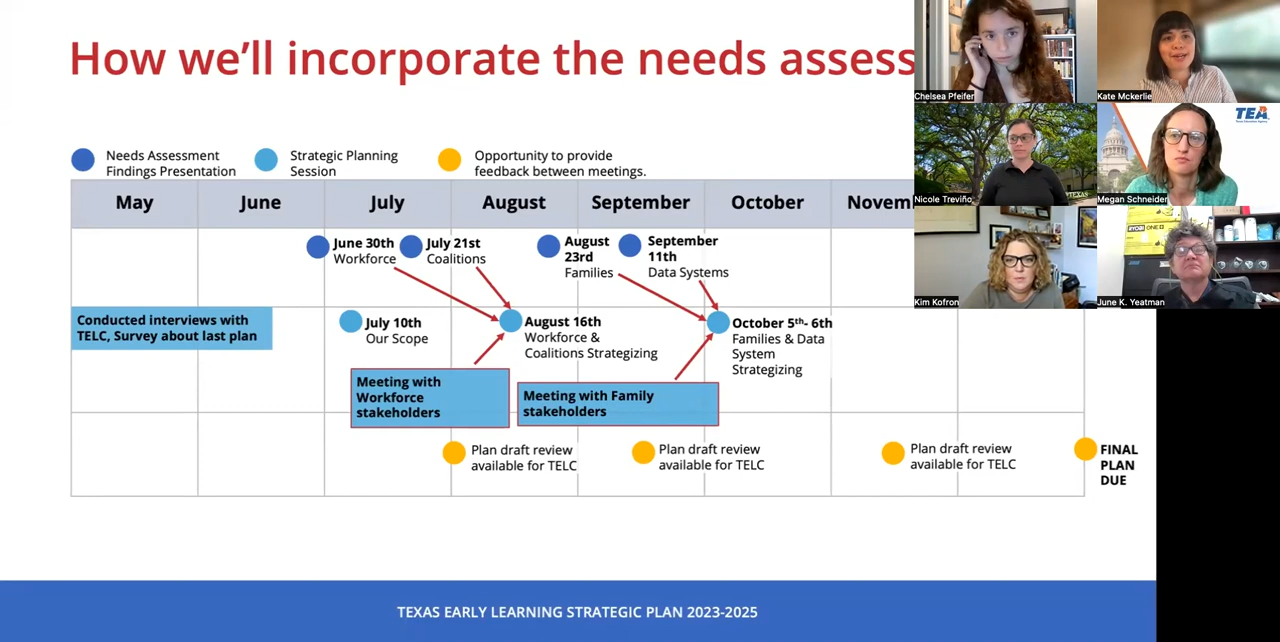 How we'll incorporate the needs assess
Needs Assessment
Findings Presentation
Strategic Planning
Session
Opportunity to provide
feedback between meetings.
May
June
July
August
September
October
Novem
June 30th
Workforce
July 21st
Coalitions
August
23rd
Families
September
11th
Data Systems
Conducted interviews with
TELC, Survey about last plan
July 10th
Our Scope
August 16th
Workforce &
Coalitions Strategizing
October 5th- 6th
Families & Data
System
Strategizing
Meeting with
Workforce
stakeholders
Meeting with Family
stakeholders
Plan draft review
available for TELC
Plan draft review
available for TELC
Plan draft review
available for TELC
FINAL
PLAN
DUE
TEXAS EARLY LEARNING STRATEGIC PLAN 2023-2025
Chelsea Pfeifer
Kate Mckerlie
Nicole Treviño
TEXAS
TEA
Megan Schneider
Kim Kofron
RYOBI ONE+
June K. Yeatman